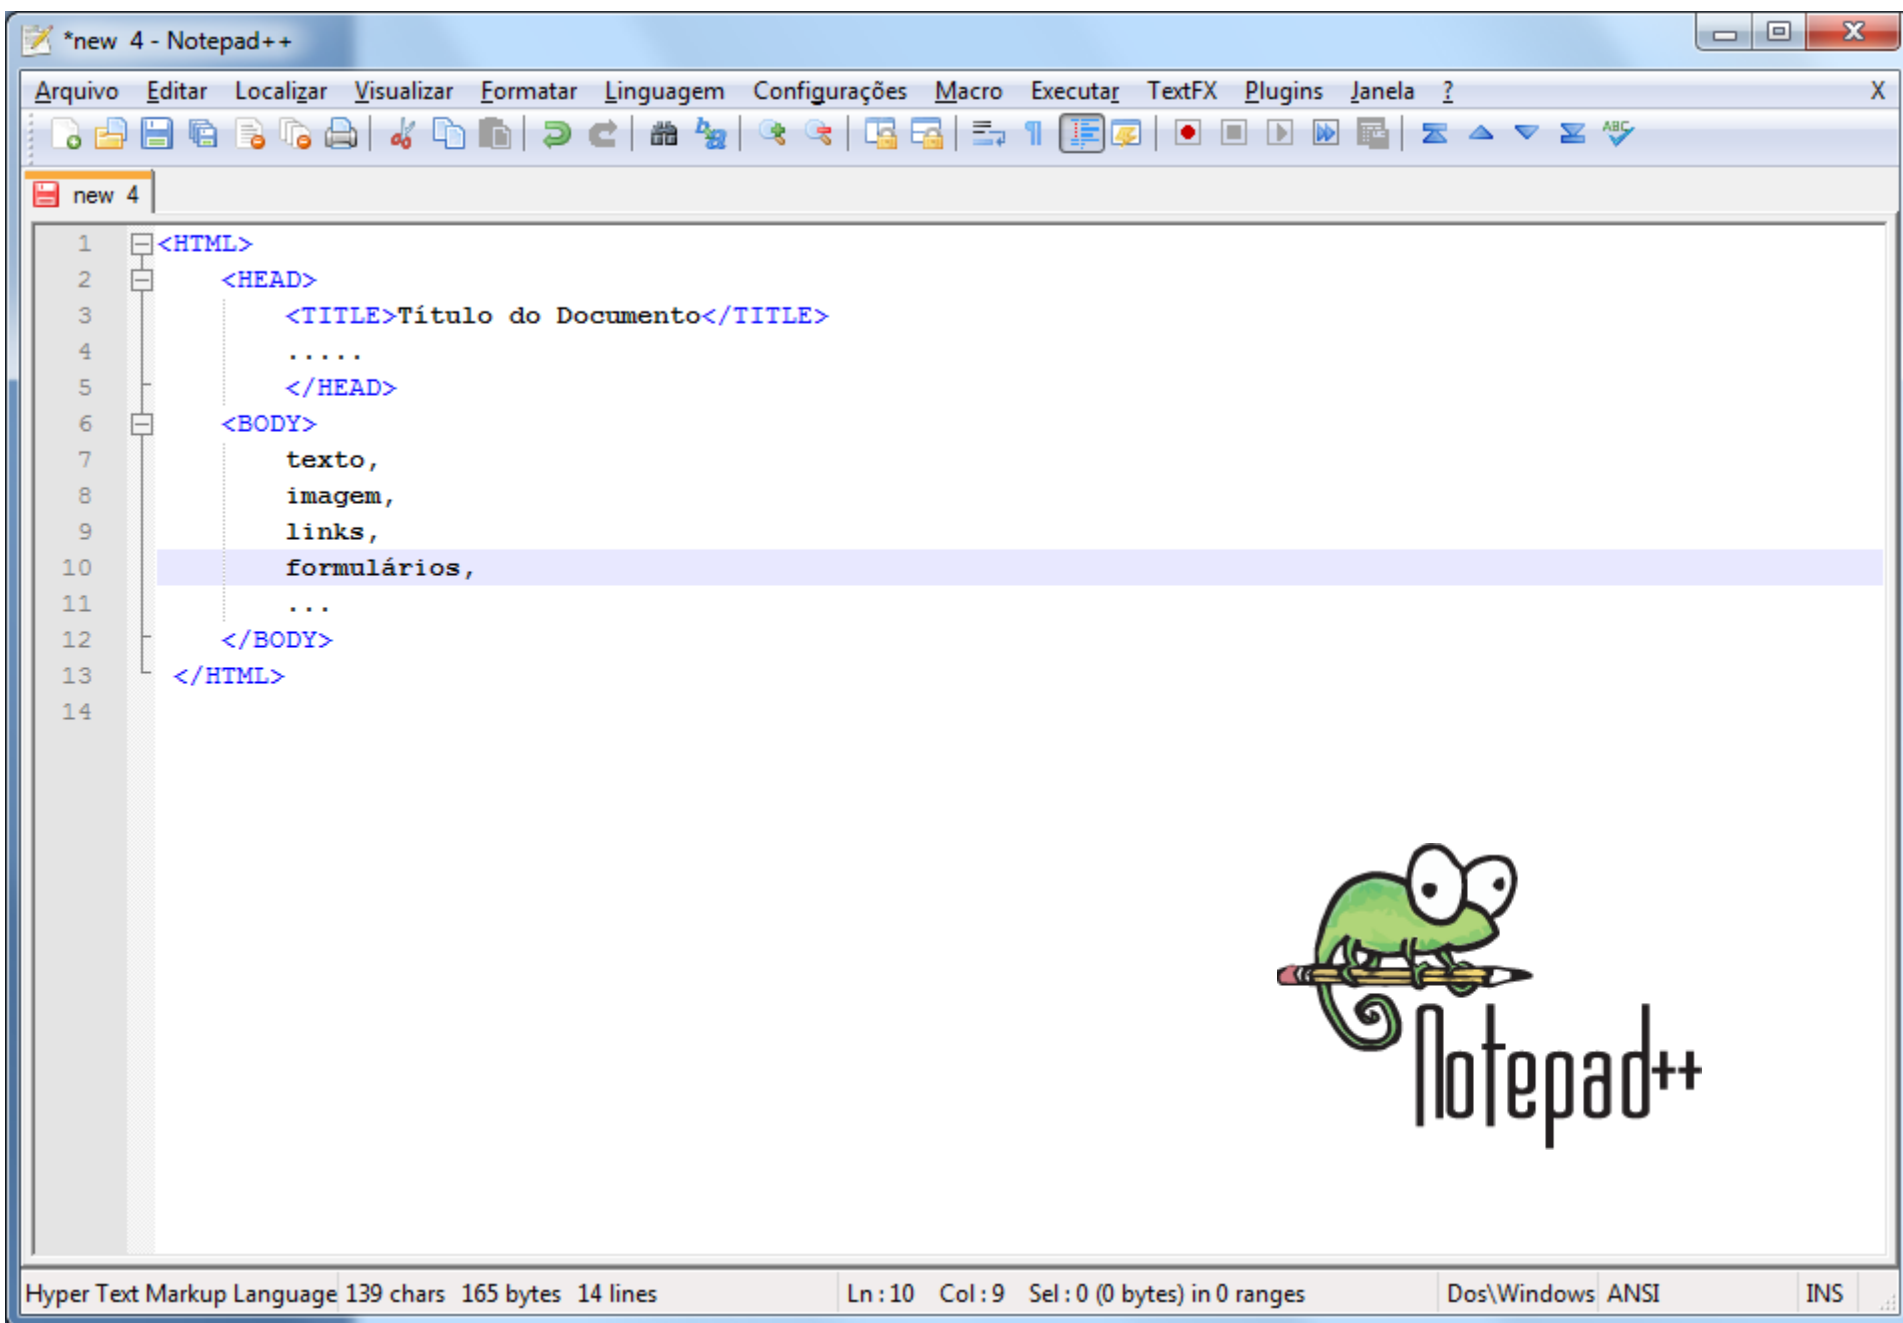 *new 4 - Notepad++
Arquivo Editar Localizar Visualizar Formatar Linguagem Configurações Macro Executar TextFX Plugins Janela ? X
ABC
new 4
1 <HTML>
2 <HEAD>
3 <TITLE>Título do Documento</TITLE>
4 .....
5 </HEAD>
6 <BODY>
7 texto,
8 imagem,
9 links,
10 formulários,
11 ...
12 </BODY>
13 </HTML>
14
Notepad++
Hyper Text Markup Language 139 chars 165 bytes 14 lines Ln : 10 Col : 9 Sel : 0 (0 bytes) in 0 ranges Dos\Windows ANSI INS